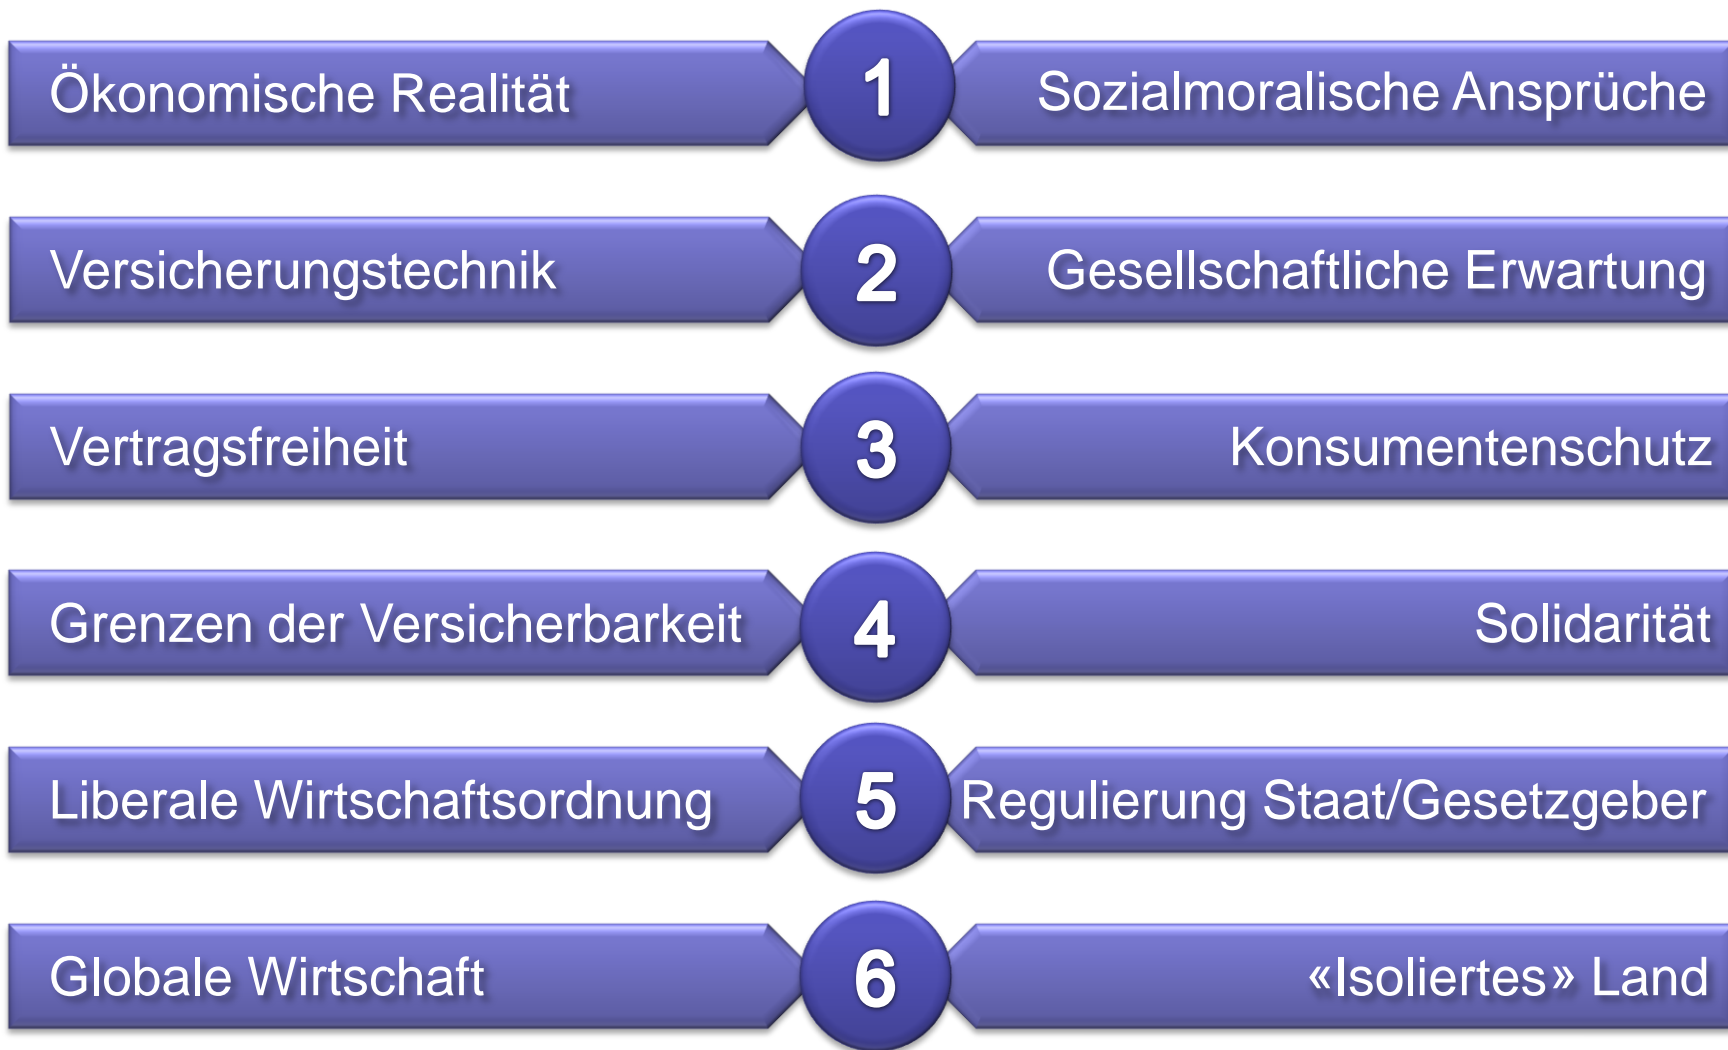 Ökonomische Realität 1 Sozialmoralische Ansprüche
Versicherungstechnik 2 Gesellschaftliche Erwartung
Vertragsfreiheit 3 Konsumentenschutz
Grenzen der Versicherbarkeit 4 Solidarität
Liberale Wirtschaftsordnung 5 Regulierung Staat/Gesetzgeber
Globale Wirtschaft 6 «Isoliertes» Land